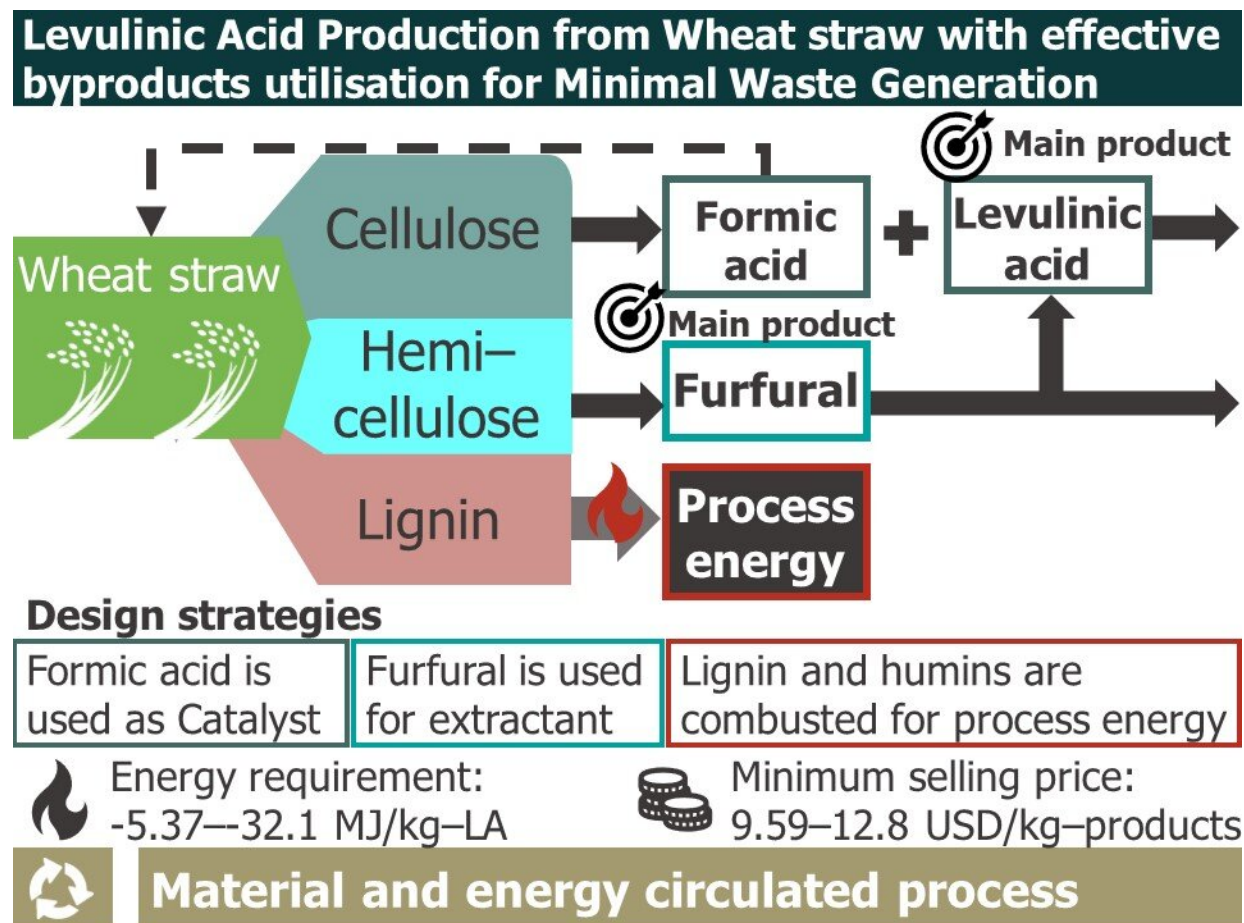 Levulinic Acid Production from Wheat straw with effective
byproducts utilisation for Minimal Waste Generation
Main product
Cellulose
Formic
acid
+
Levulinic
acid
Wheat straw
Main product
Hemi–
cellulose
Furfural
Lignin
Process
energy
Design strategies
Formic acid is
used as Catalyst
Furfural is used
for extractant
Lignin and humins are
combusted for process energy
Energy requirement:
-5.37–-32.1 MJ/kg–LA
Minimum selling price:
9.59–12.8 USD/kg–products
Material and energy circulated process